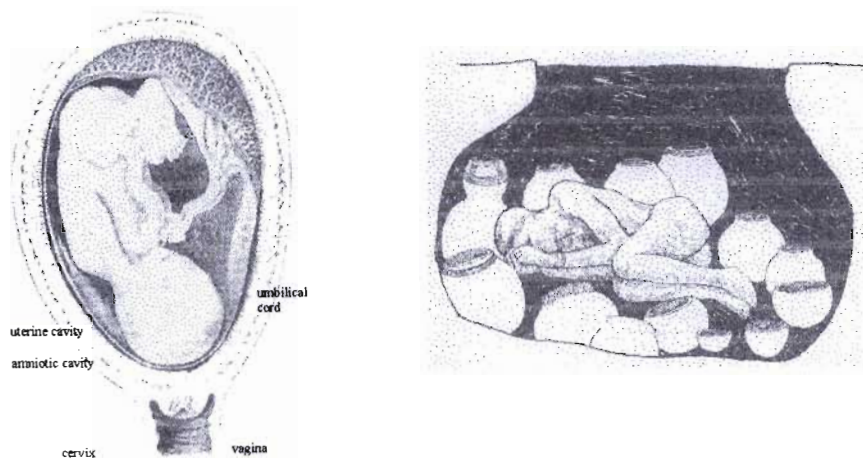 umbilical
cord
uterine cavity
amniotic cavity
cervix
vagina